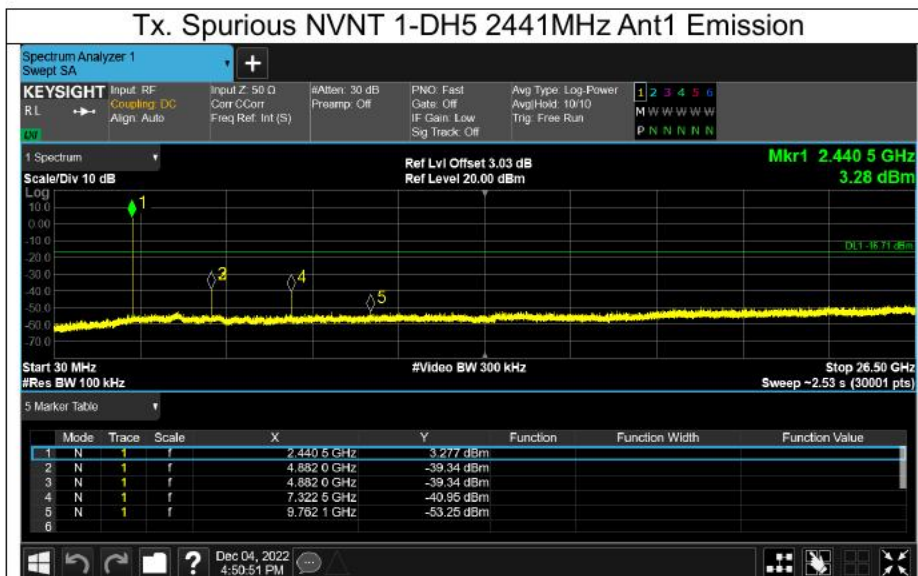 Tx. Spurious NVNT 1-DH5 2441MHz Ant1 Emission
Spectrum Analyzer 1
Swept SA
+
KEYSIGHT Input: RF Input Z: 50 Ω #Atten: 30 dB PNO: Fast Avg Type: Log-Power 1 2 3 4 5 6
RL Coupling: DC Corr CCorr Preamp: Off Gate: Off Avg|Hold: 10/10 M W W W W W
Align: Auto Freq Ref: Int (S) IF Gain: Low Trig: Free Run
Sig Track: Off P N N N N N
1 Spectrum
Ref Lvl Offset 3.03 dB Mkr1 2.440 5 GHz
Scale/Div 10 dB Ref Level 20.00 dBm 3.28 dBm
Log
10.0
0.00
-10.0
-20.0
-30.0
-40.0
-50.0
-60.0
-70.0
1
4
5
DL1 -16.71 dBm
Start 30 MHz #Video BW 300 kHz Stop 26.50 GHz
#Res BW 100 kHz Sweep ~2.53 s (30001 pts)
5 Marker Table
Mode Trace Scale X Y Function Function Width Function Value
1 N 1 f 2.440 5 GHz 3.277 dBm
2 N 1 f 4.882 0 GHz -39.34 dBm
3 N 1 f 4.882 0 GHz -39.34 dBm
4 N 1 f 7.322 5 GHz -40.95 dBm
5 N 1 f 9.762 1 GHz -53.25 dBm
6
? Dec 04, 2022
4:50:51 PM